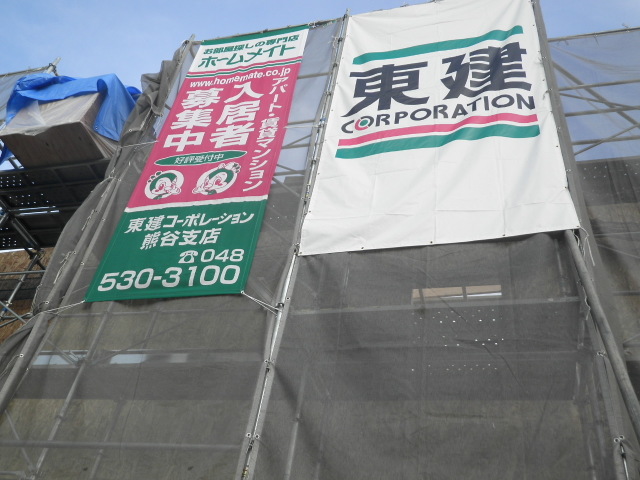 お部屋探しの専門店
ホームメイト
www.homemate.co.jp
アパート・賃貸マンション
入居者
募集中
好評受付中
東建コーポレーション
熊谷支店
☎048
530-3100
東建
CORPORATION